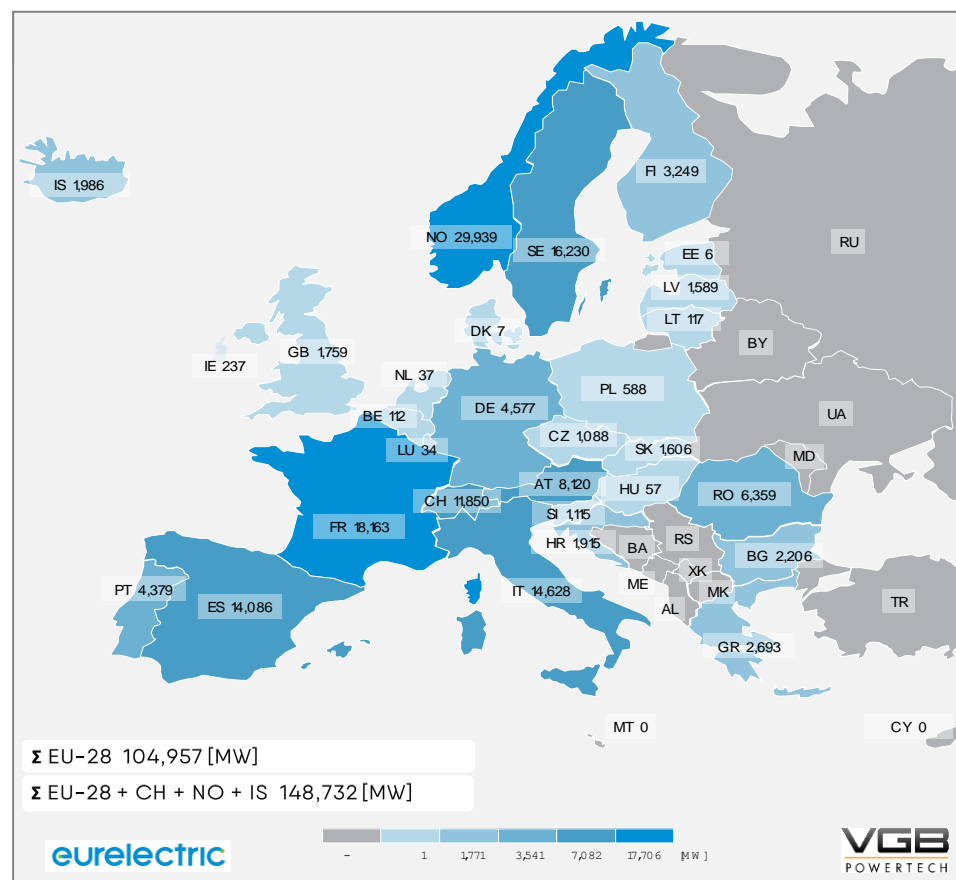 IS 1,986
FI 3,249
NO 29,939
SE 16,230
RU
EE 6
LV 1,589
LT 117
DK 7
BY
GB 1,759
IE 237
NL 37
PL 588
DE 4,577
BE 112
UA
CZ 1,088
LU 34
SK 1,606
MD
AT 8,120
HU 57
RO 6,359
CH 11,850
SI 1,115
FR 18,163
HR 1,915
BA
RS
BG 2,206
XK
ME
MK
PT 4,379
ES 14,086
IT 14,628
AL
TR
GR 2,693
MT 0
CY 0
Σ EU-28 104,957 [MW]
Σ EU-28 + CH + NO + IS 148,732 [MW]
- 1 1,771 3,541 7,082 17,706 [MW]
eurelectric
VGB
POWERTECH